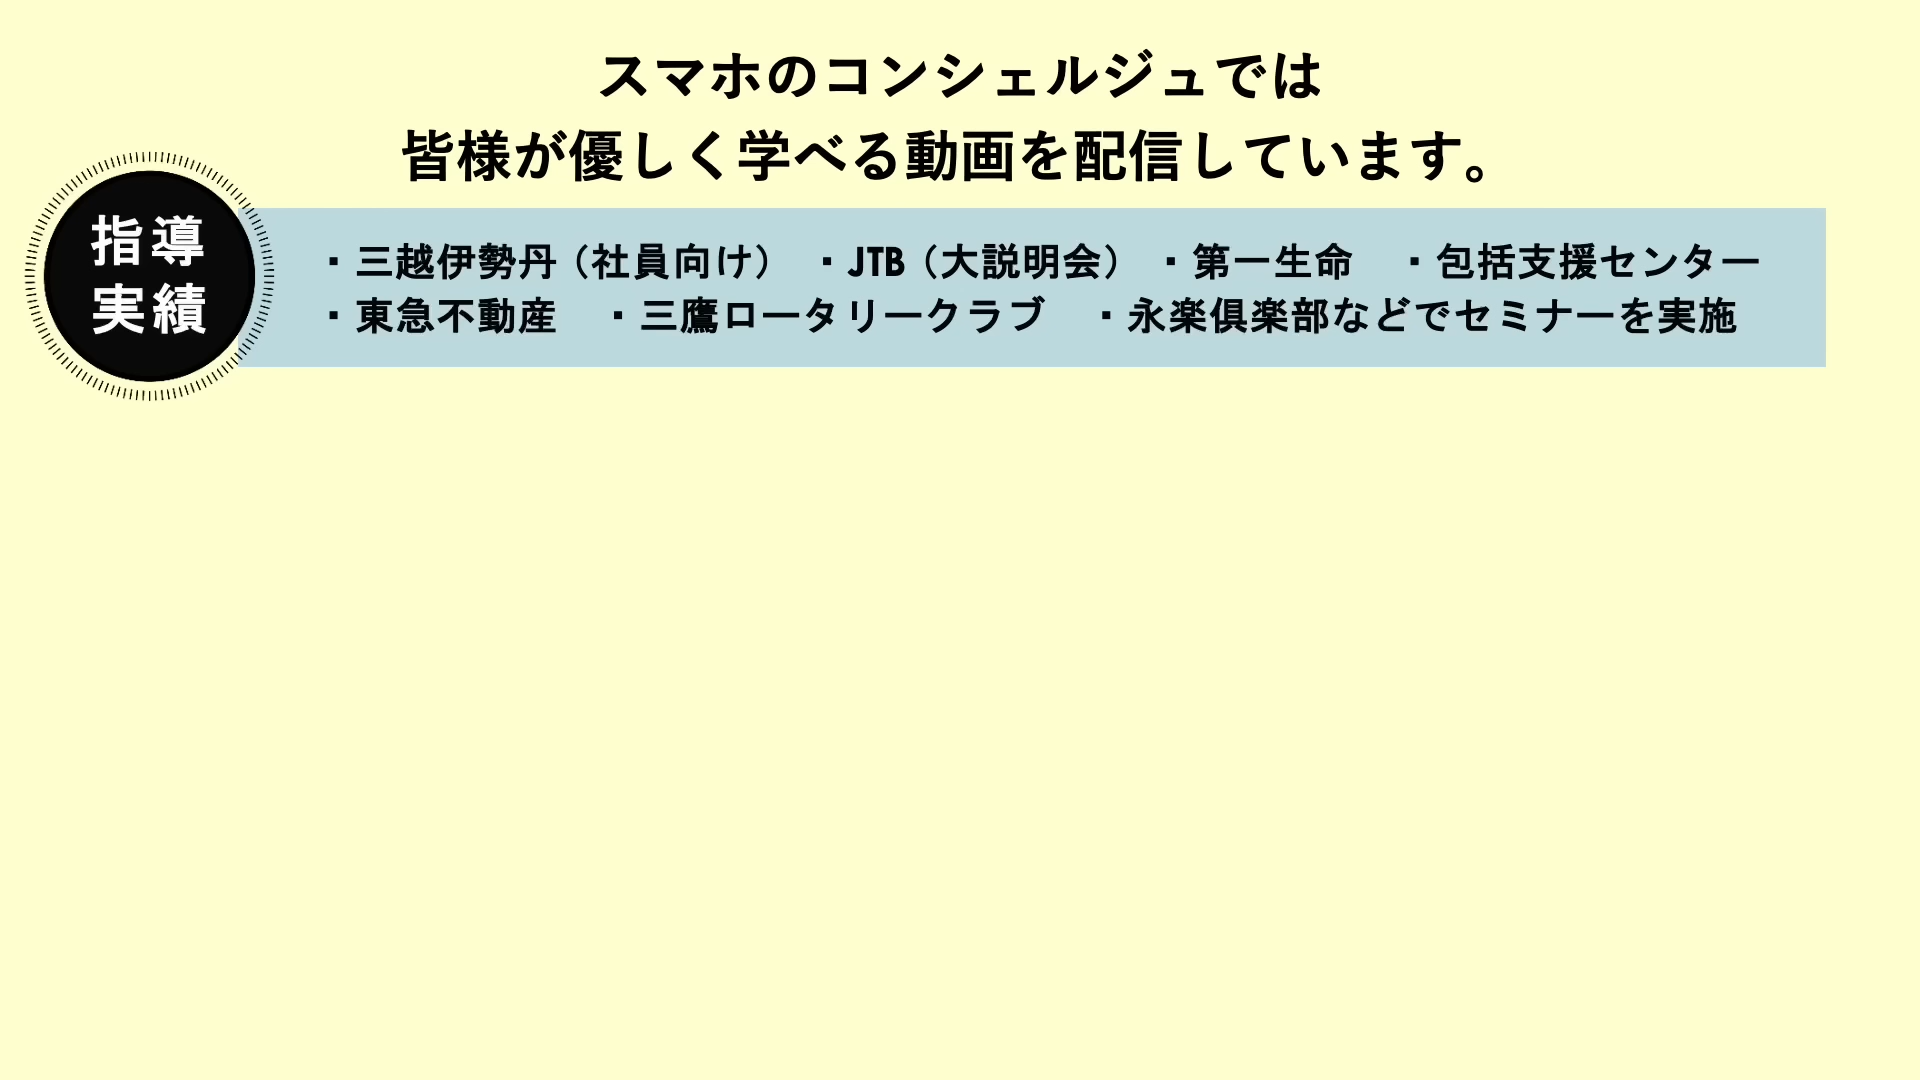 スマホのコンシェルジュでは
皆様が優しく学べる動画を配信しています。
指導
実績
・三越伊勢丹（社員向け）　・JTB（大説明会）　・第一生命　・包括支援センター
・東急不動産　・三鷹ロータリークラブ　・永楽倶楽部などでセミナーを実施